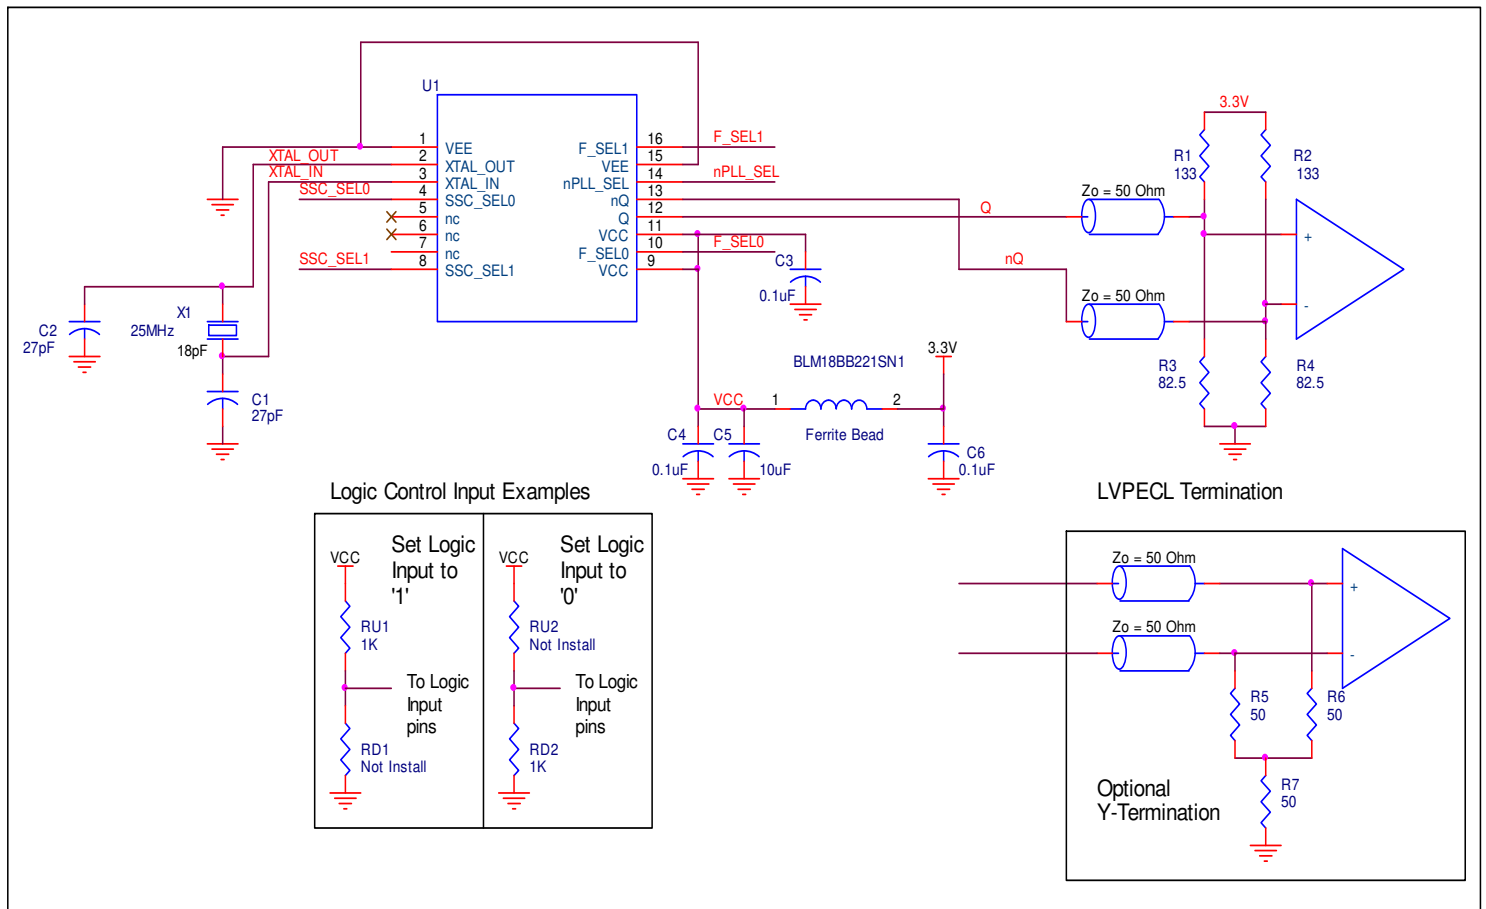 U1
1
VEE
2
XTAL_OUT
XTAL_OUT
3
XTAL_IN
XTAL_IN
4
SSC_SEL0
SSC_SEL0
5
nc
6
nc
7
nc
8
SSC_SEL1
SSC_SEL1
16
F_SEL1
F_SEL1
15
VEE
14
nPLL_SEL
nPLL_SEL
13
nQ
12
Q
11
VCC
10
F_SEL0
F_SEL0
9
VCC
Q
nQ
C3
0.1uF
C2
27pF
X1
25MHz
18pF
C1
27pF
3.3V
R1
133
R2
133
Zo = 50 Ohm
Zo = 50 Ohm
+
-
R3
82.5
R4
82.5
3.3V
BLM18BB221SN1
VCC
1
2
Ferrite Bead
C4
0.1uF
C5
10uF
C6
0.1uF
Logic Control Input Examples
LVPECL Termination
Set Logic
Input to
'1'
VCC
RU1
1K
To Logic
Input
pins
RD1
Not Install
Set Logic
Input to
'0'
VCC
RU2
Not Install
To Logic
Input
pins
RD2
1K
Zo = 50 Ohm
Zo = 50 Ohm
+
-
R5
50
R6
50
R7
50
Optional
Y-Termination